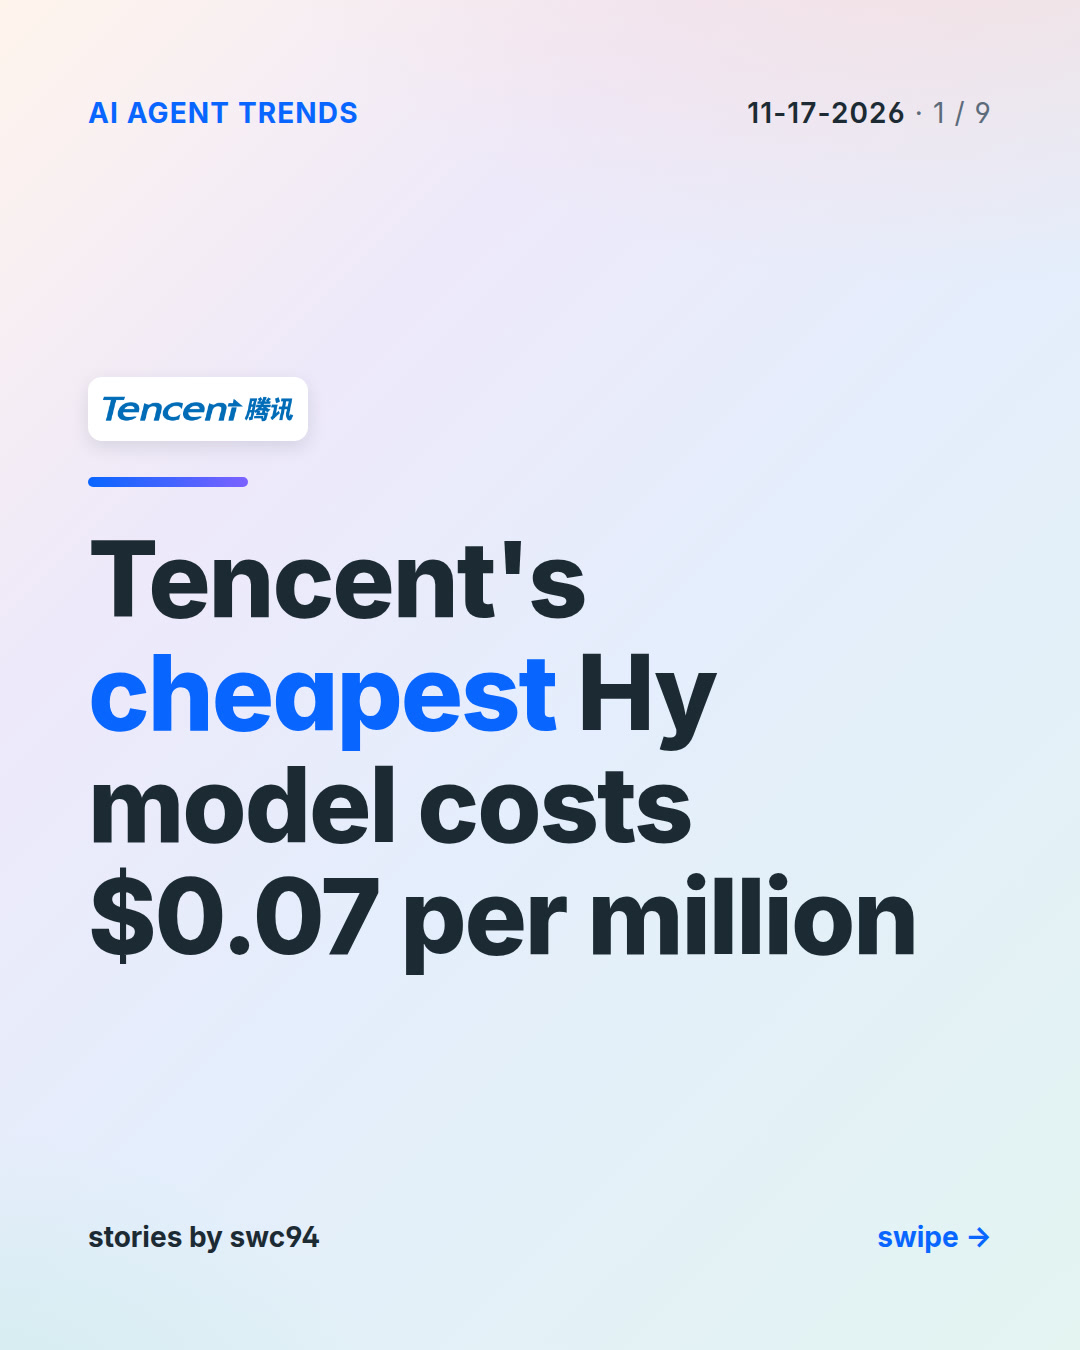 AI AGENT TRENDS
11-17-2026 · 1 / 9
Tencent 腾讯
Tencent's
cheapest Hy
model costs
$0.07 per million
stories by swc94
swipe →